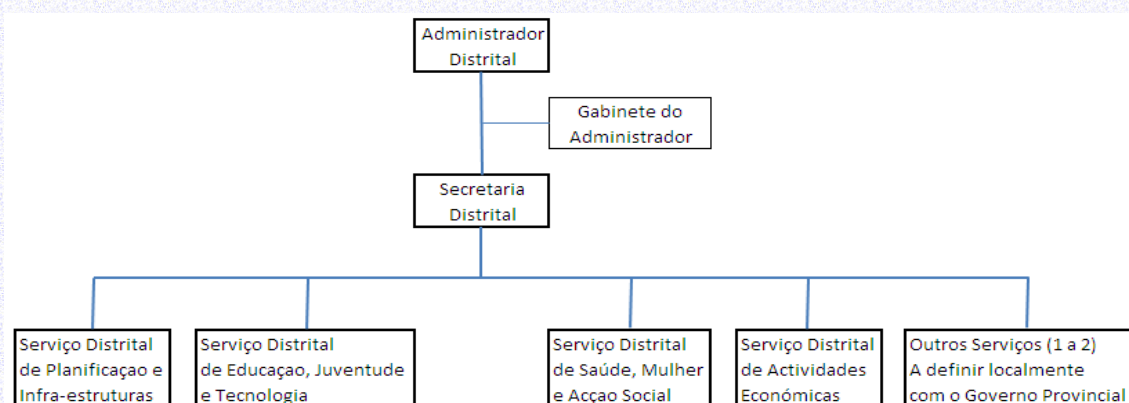 Administrador
Distrital
Gabinete do
Administrador
Secretaria
Distrital
Serviço Distrital
de Planificaçao e
Infra-estruturas
Serviço Distrital
de Educaçao, Juventude
e Tecnologia
Serviço Distrital
de Saúde, Mulher
e Acçao Social
Serviço Distrital
de Actividades
Económicas
Outros Serviços (1 a 2)
A definir localmente
com o Governo Provincial